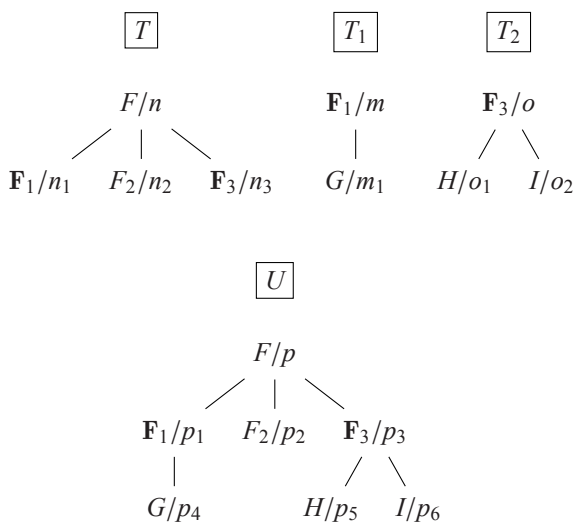 T T₁ T₂
F/n 𝐅₁/m 𝐅₃/o
𝐅₁/n₁ F₂/n₂ 𝐅₃/n₃ G/m₁ H/o₁ I/o₂
U
F/p
𝐅₁/p₁ F₂/p₂ 𝐅₃/p₃
G/p₄ H/p₅ I/p₆